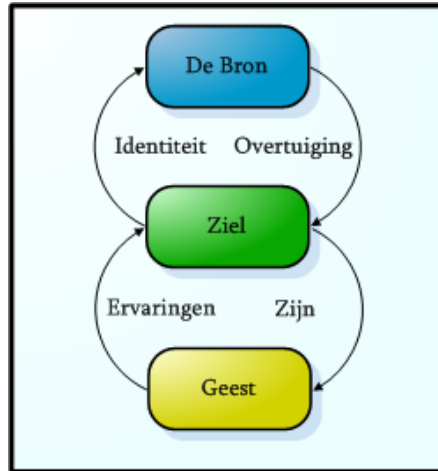 De Bron
Identiteit
Overtuiging
Ziel
Ervaringen
Zijn
Geest